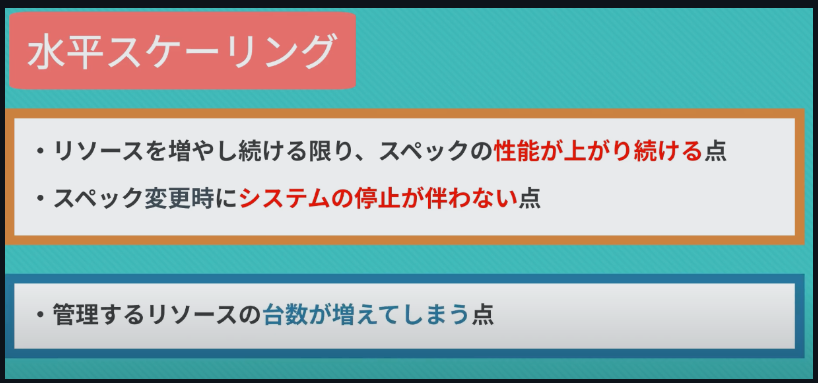 水平スケーリング
・リソースを増やし続ける限り、スペックの性能が上がり続ける点
・スペック変更時にシステムの停止が伴わない点
・管理するリソースの台数が増えてしまう点